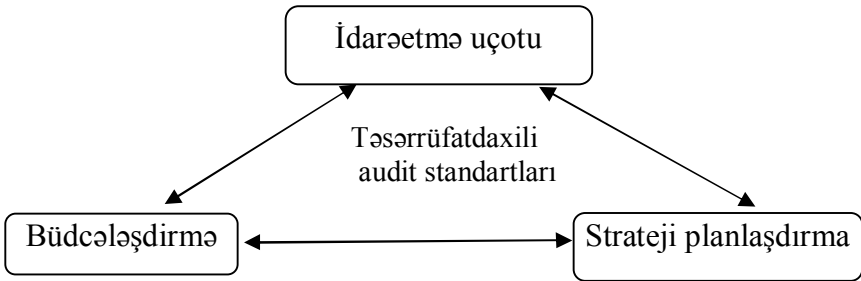 İdarəetmə uçotu
Təsərrüfatdaxili
audit standartları
Büdcələşdirmə
Strateji planlaşdırma